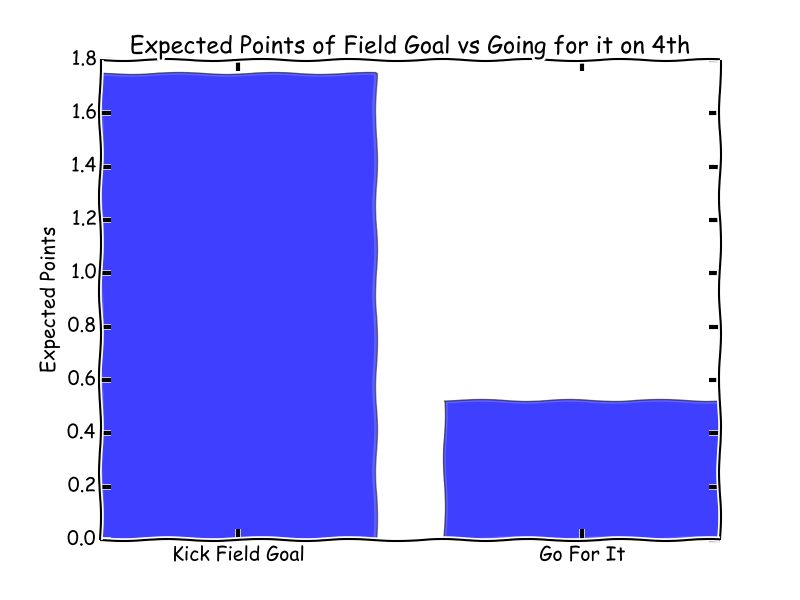 Expected Points of Field Goal vs Going for it on 4th
1.8
1.6
1.4
1.2
1.0
0.8
0.6
0.4
0.2
0.0
Expected Points
Kick Field Goal
Go For It